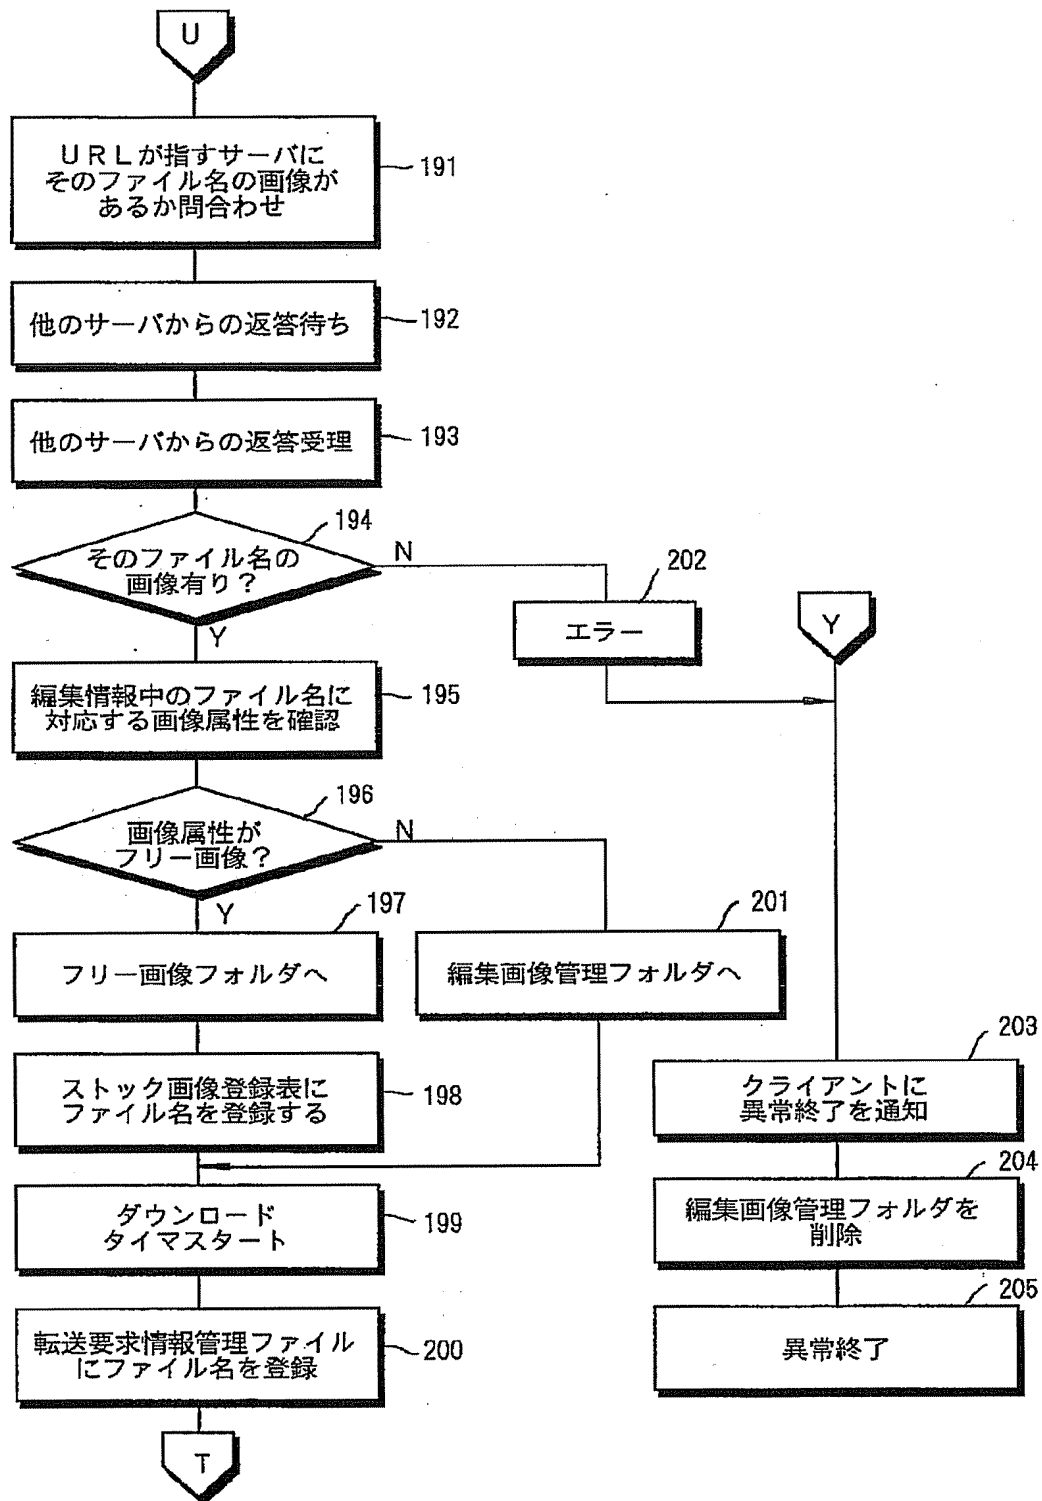 U
URLが指すサーバに
そのファイル名の画像が
あるか問合わせ
191
他のサーバからの返答待ち
192
他のサーバからの返答受理
193
194
そのファイル名の
画像有り?
N
Y
202
エラー
Y
編集情報中のファイル名に
対応する画像属性を確認
195
196
画像属性が
フリー画像?
N
Y
197
フリー画像フォルダへ
201
編集画像管理フォルダへ
ストック画像登録表に
ファイル名を登録する
198
203
クライアントに
異常終了を通知
ダウンロード
タイマスタート
199
204
編集画像管理フォルダを
削除
転送要求情報管理ファイル
にファイル名を登録
200
205
異常終了
T